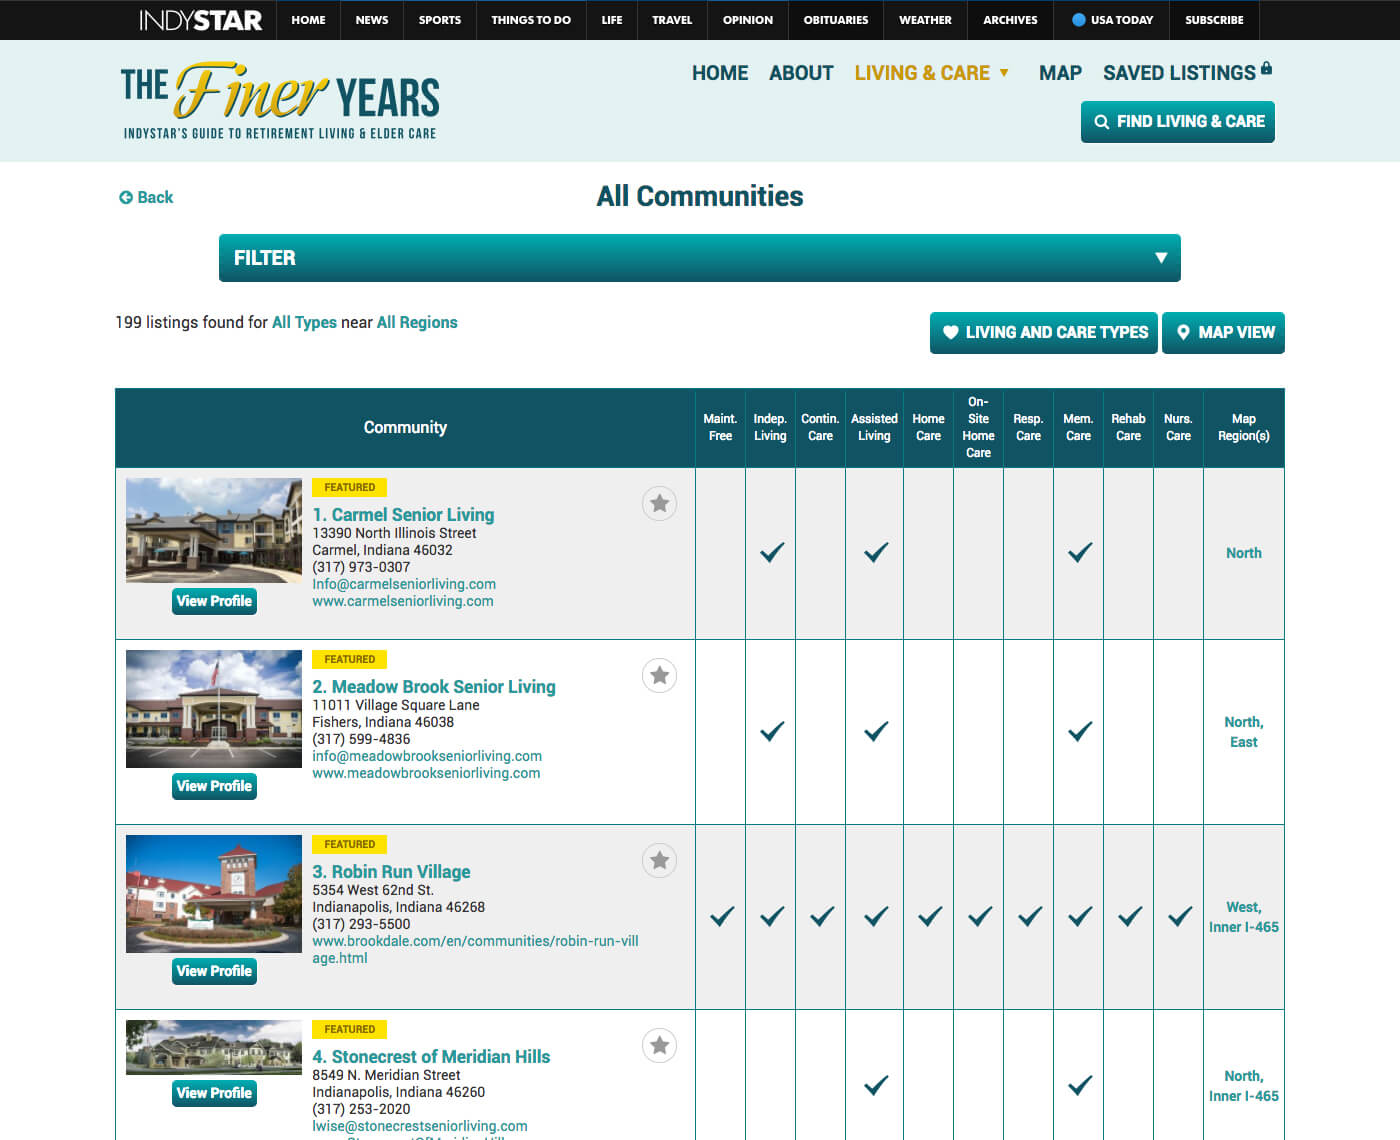 INDYSTAR HOME NEWS SPORTS THINGS TO DO LIFE TRAVEL OPINION OBITUARIES WEATHER ARCHIVES USA TODAY SUBSCRIBE
THE Finer YEARS
INDYSTAR'S GUIDE TO RETIREMENT LIVING & ELDER CARE
HOME ABOUT LIVING & CARE ▼ MAP SAVED LISTINGS
FIND LIVING & CARE
Back
All Communities
FILTER ▼
199 listings found for All Types near All Regions
LIVING AND CARE TYPES MAP VIEW
Community
Maint.
Free
Indep.
Living
Contin.
Care
Assisted
Living
Home
Care
On-
Site
Home
Care
Resp.
Care
Mem.
Care
Rehab
Care
Nurs.
Care
Map
Region(s)
FEATURED
1. Carmel Senior Living
13390 North Illinois Street
Carmel, Indiana 46032
(317) 973-0307
Info@carmelseniorliving.com
www.carmelseniorliving.com
View Profile
North
FEATURED
2. Meadow Brook Senior Living
11011 Village Square Lane
Fishers, Indiana 46038
(317) 599-4836
info@meadowbrookseniorliving.com
www.meadowbrookseniorliving.com
View Profile
North,
East
FEATURED
3. Robin Run Village
5354 West 62nd St.
Indianapolis, Indiana 46268
(317) 293-5500
www.brookdale.com/en/communities/robin-run-vill
age.html
View Profile
West,
Inner I-465
FEATURED
4. Stonecrest of Meridian Hills
8549 N. Meridian Street
Indianapolis, Indiana 46260
(317) 253-2020
lwise@stonecrestseniorliving.com
View Profile
North,
Inner I-465